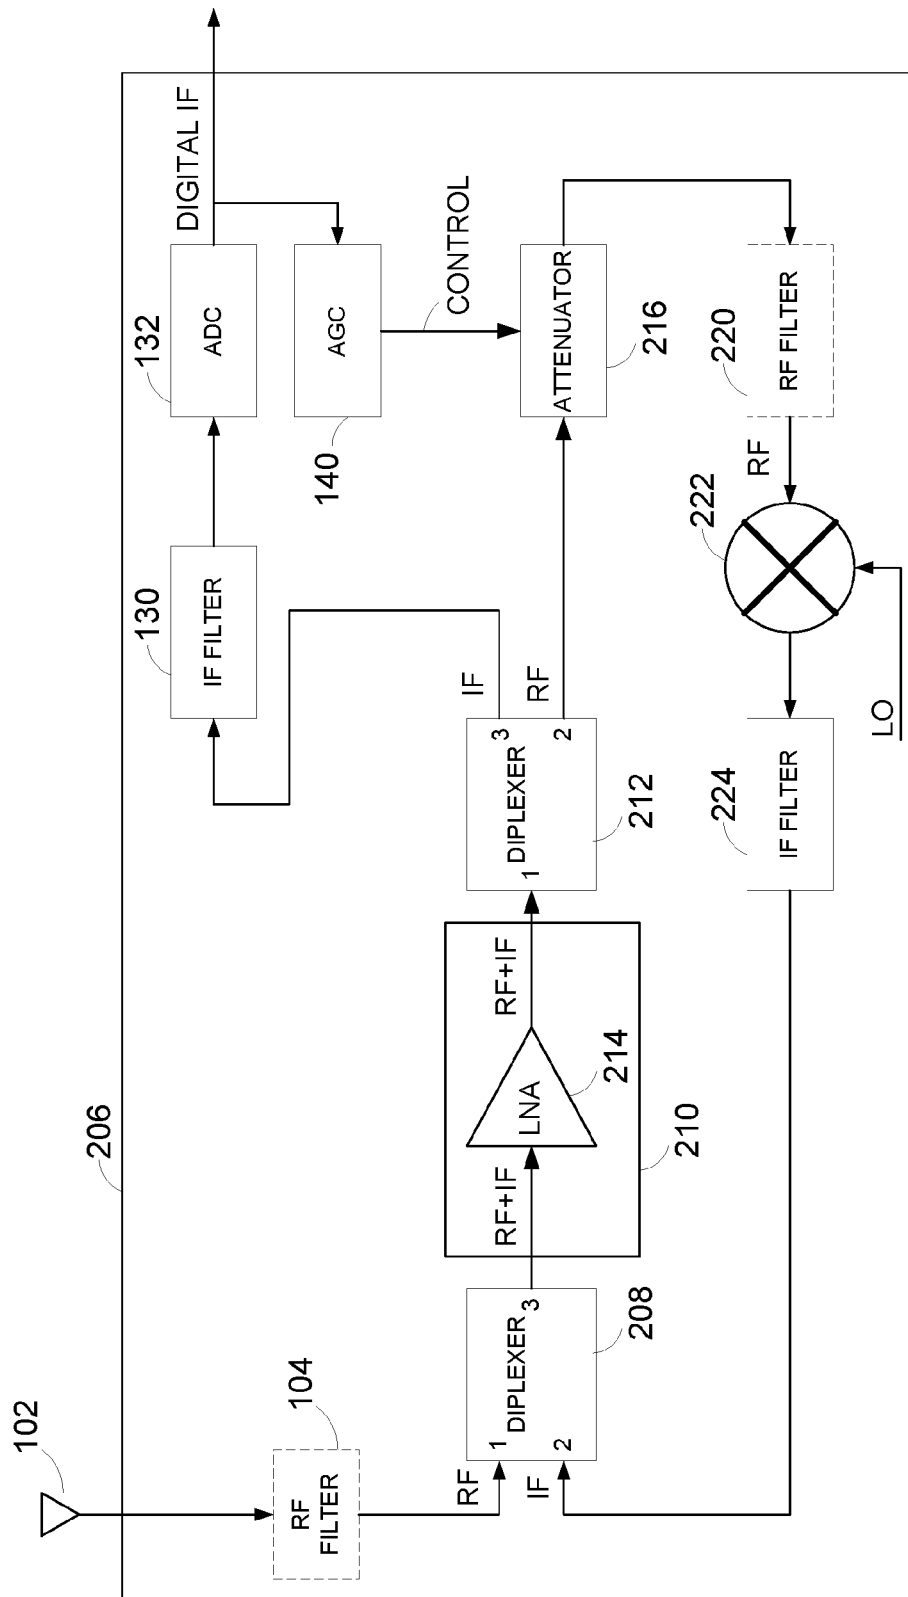 102
206
RF
FILTER
104
RF
IF
1
2
DIPLEXER
3
208
RF+IF
LNA
214
RF+IF
210
1
DIPLEXER
3
2
212
IF
RF
IF FILTER
130
ADC
132
DIGITAL IF
AGC
140
CONTROL
ATTENUATOR
216
RF FILTER
220
RF
222
LO
IF FILTER
224